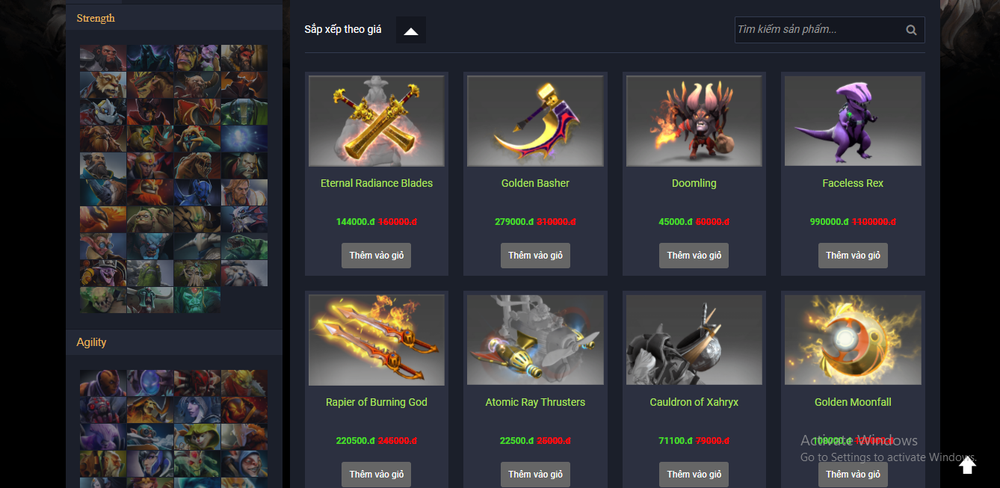 Strength
Agility
Sắp xếp theo giá
Tìm kiếm sản phẩm...
Eternal Radiance Blades
Golden Basher
Doomling
Faceless Rex
144000.đ 160000.đ
279000.đ 310000.đ
45000.đ 50000.đ
990000.đ 1100000.đ
Thêm vào giỏ
Thêm vào giỏ
Thêm vào giỏ
Thêm vào giỏ
Rapier of Burning God
Atomic Ray Thrusters
Cauldron of Xahryx
Golden Moonfall
220500.đ 245000.đ
22500.đ 25000.đ
71100.đ 79000.đ
108000.đ
Activate Windows
Go to Settings to activate Windows.
Thêm vào giỏ
Thêm vào giỏ
Thêm vào giỏ
Thêm vào giỏ